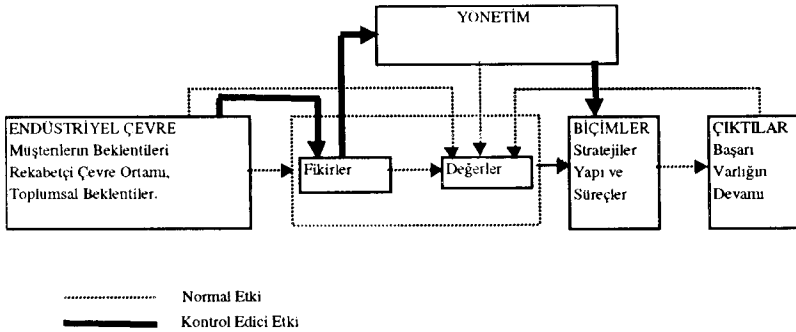 YONETİM
ENDÜSTRİYEL ÇEVRE
Muştenlerın Beklentileri
Rekabetçi Çevre Ortamı,
Toplumsal Beklentiler.
Fikirler
Değerler
BİÇİMLER
Stratejiler
Yapı ve
Süreçler
ÇIKTILAR
Başarı
Varlığın
Devamı
Normal Etki
Kontrol Edici Etki